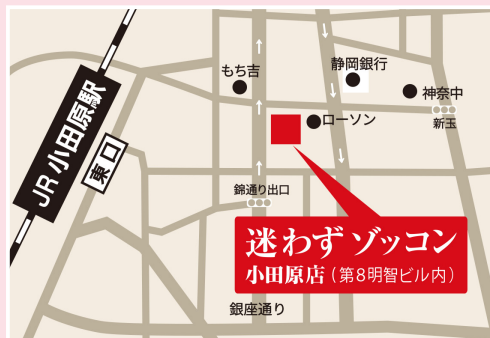 静岡銀行
もち吉
神奈中
ローソン
新玉
JR 小田原駅
東口
錦通り出口
迷わず ゾッコン
小田原店(第8明智ビル内)
銀座通り